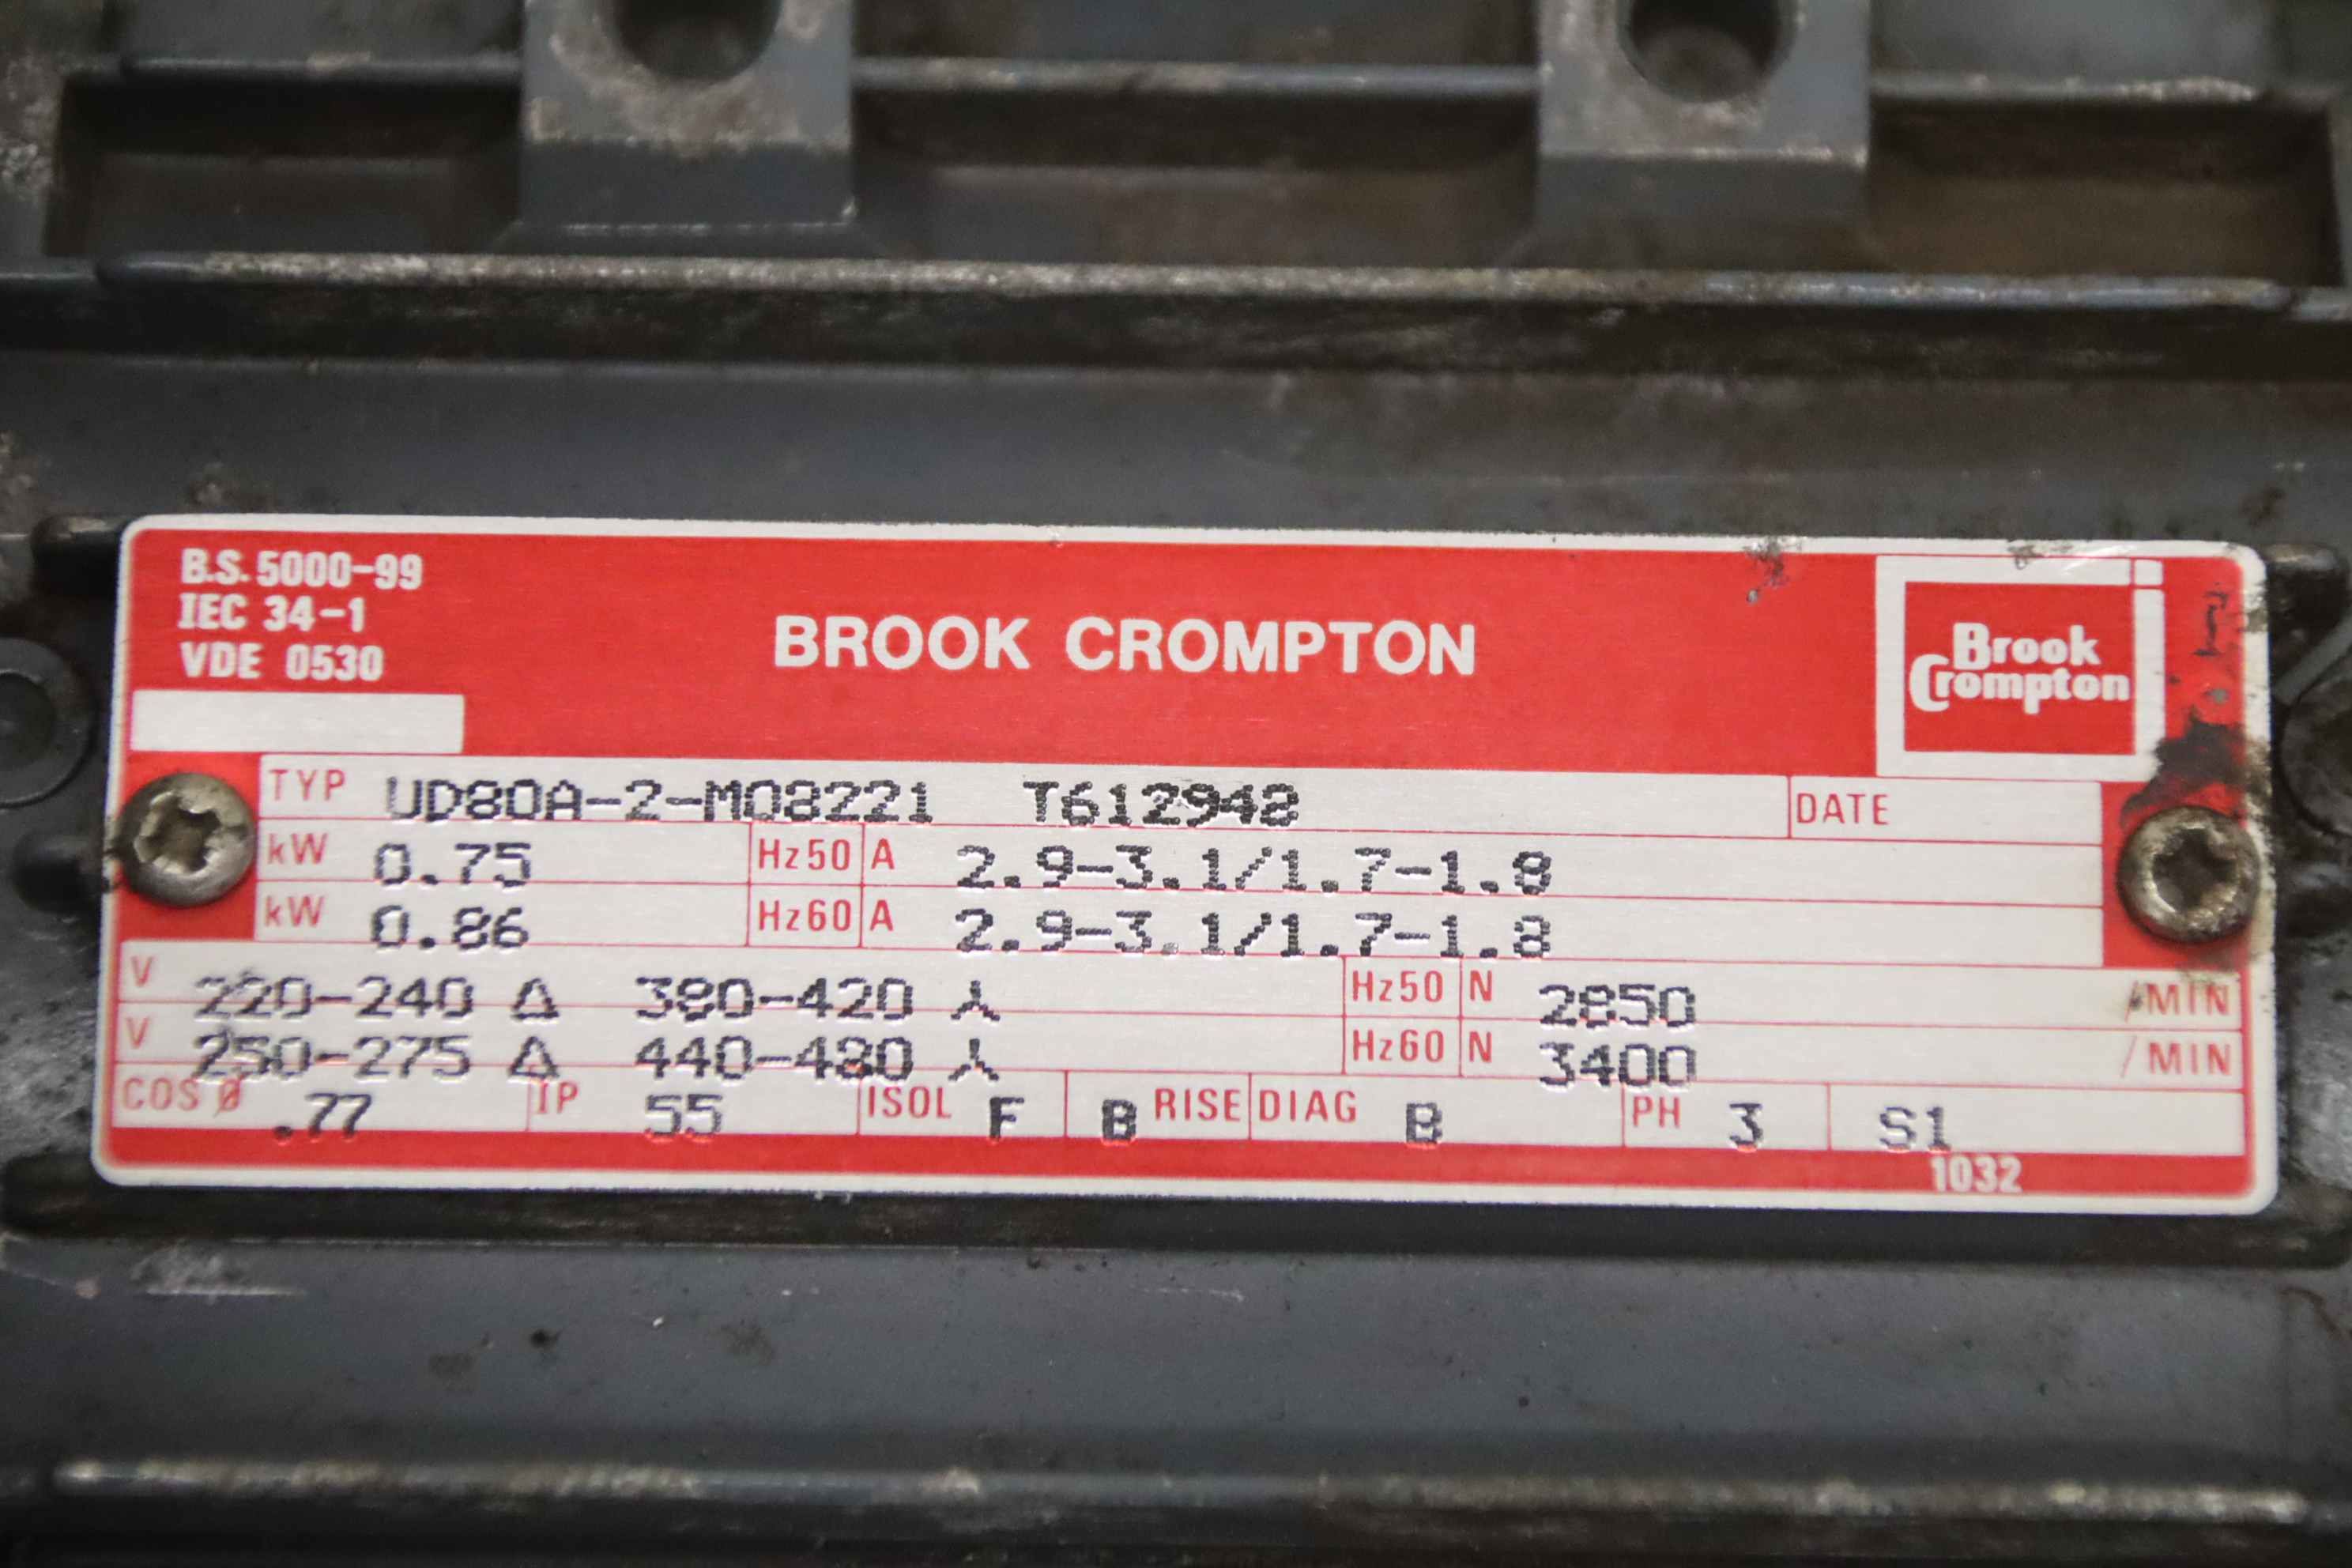 B.S. 5000-99
IEC 34-1
VDE 0530
BROOK CROMPTON
Brook
Crompton
TYP UD80A-2-M08221 T612948 DATE
kW 0.75 Hz50 A 2.9-3.1/1.7-1.8
kW 0.86 Hz60 A 2.9-3.1/1.7-1.8
V 220-240 Δ 380-420 ⅄ Hz50 N 2850 /MIN
V 250-275 Δ 440-480 ⅄ Hz60 N 3400 /MIN
COS Ø .77 IP 55 ISOL F B RISE DIAG B PH 3 S1
1032